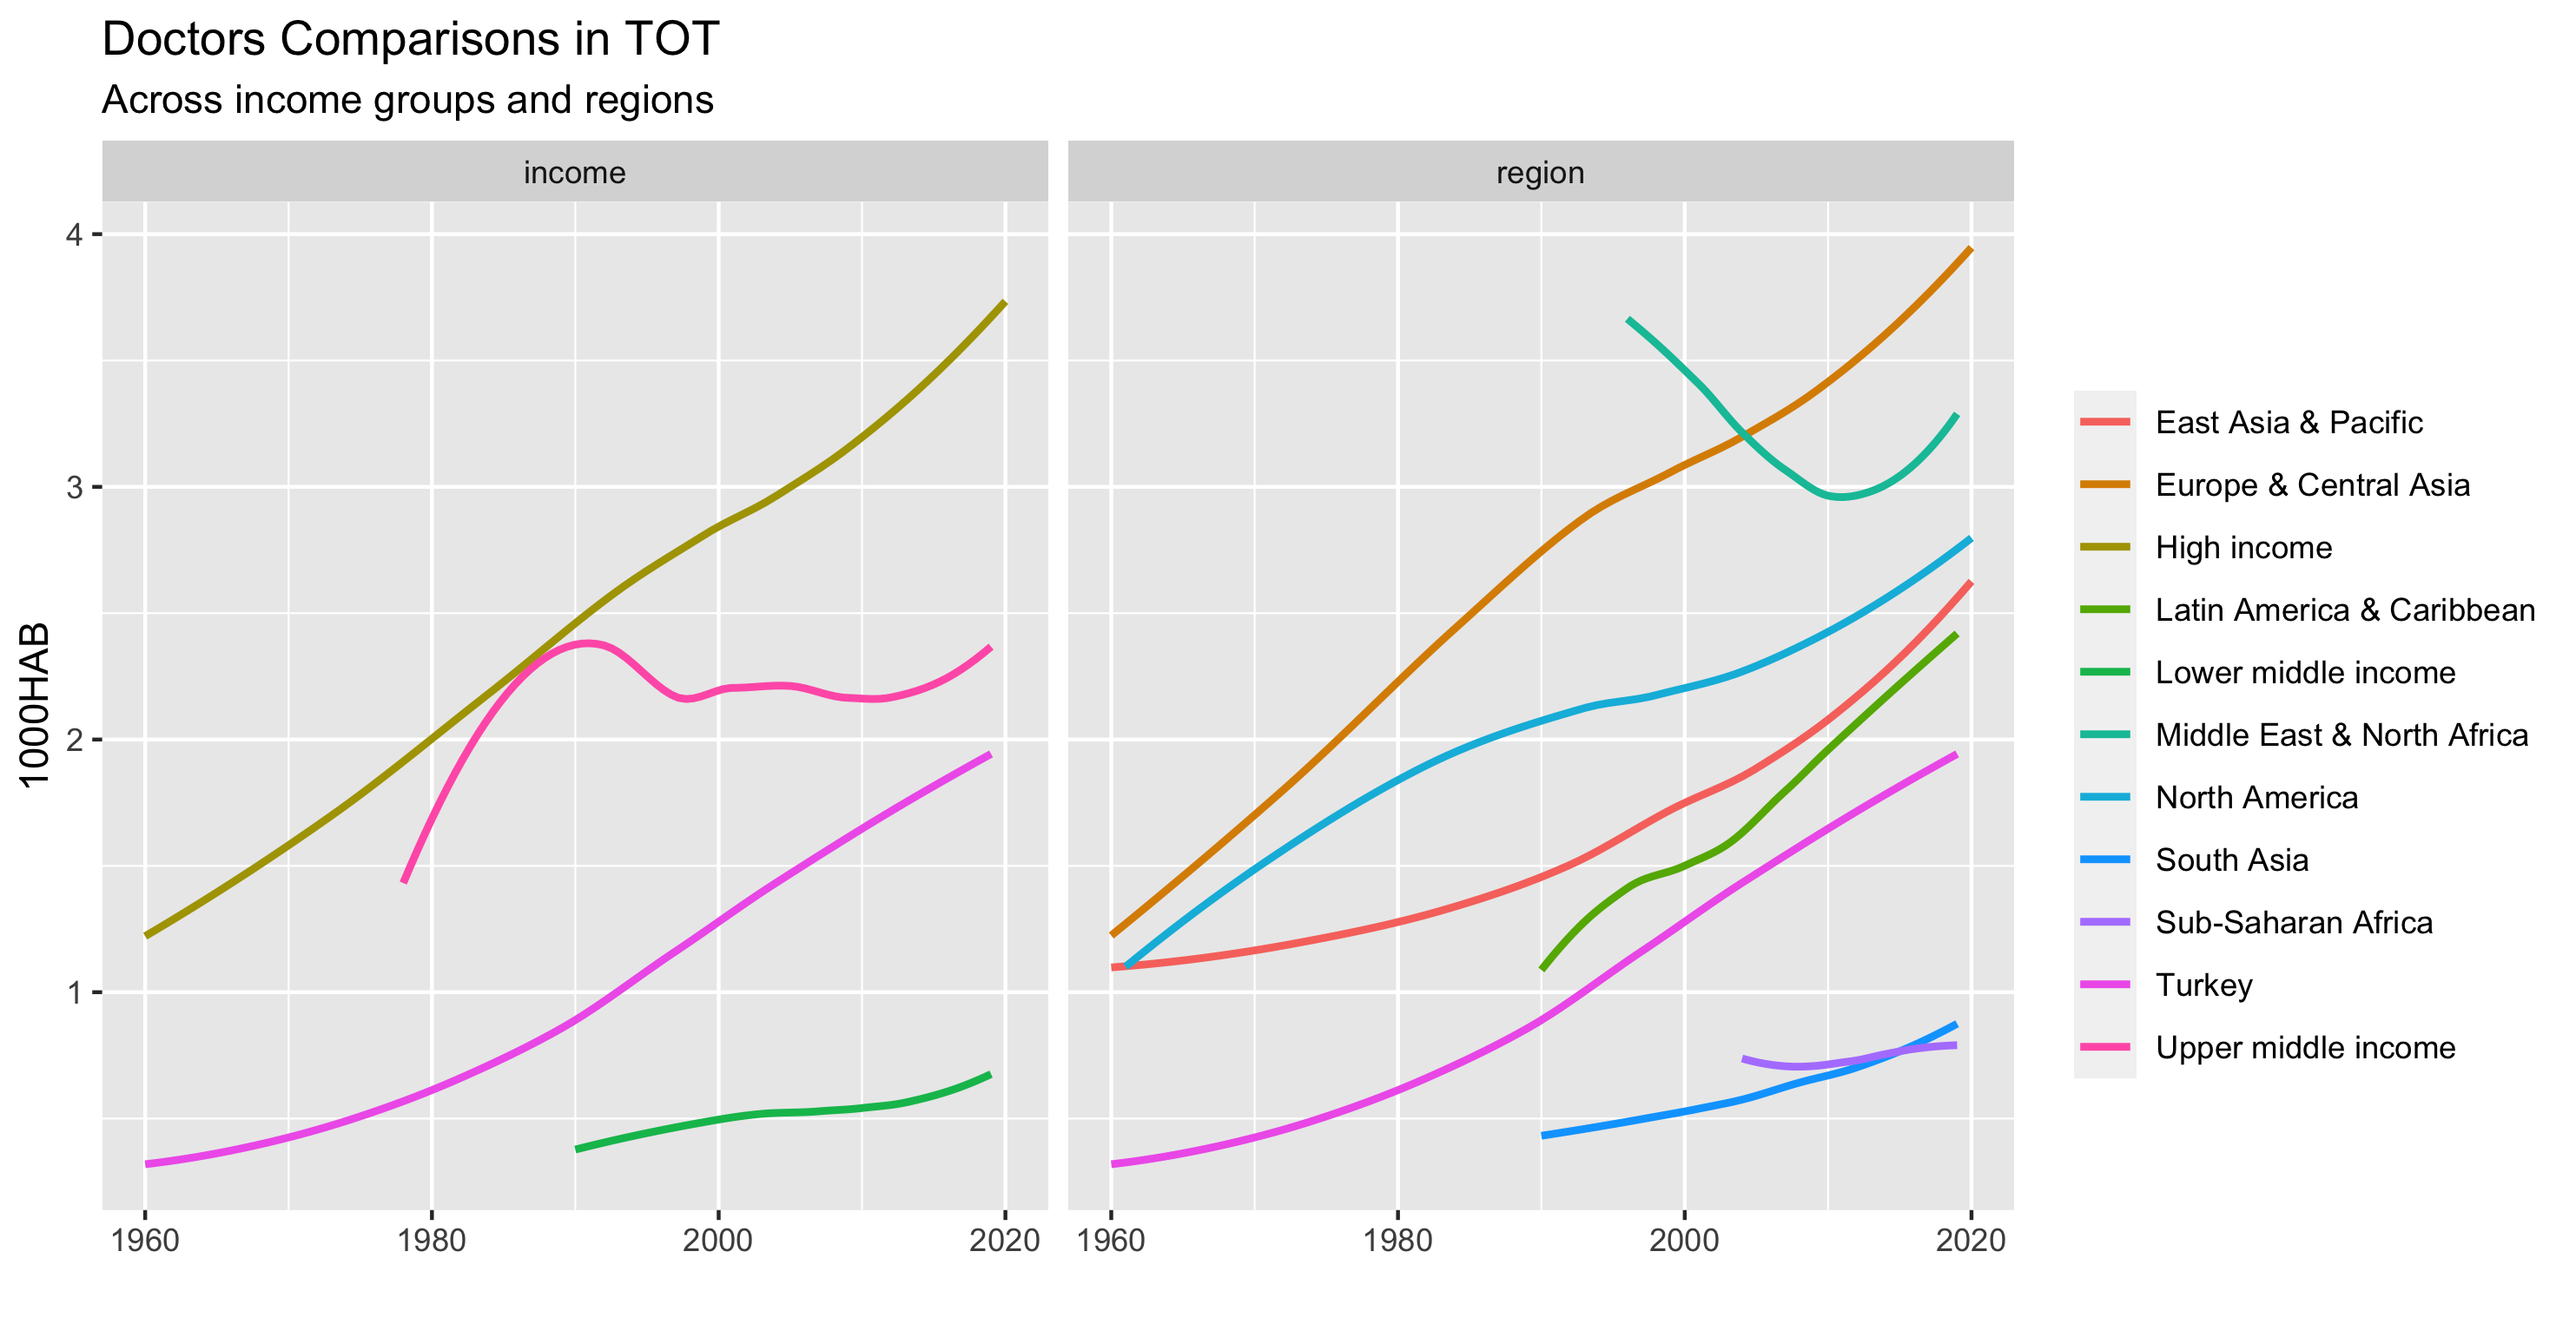 Doctors Comparisons in TOT
Across income groups and regions
income
region
1000HAB
4
3
2
1
1960
1980
2000
2020
1960
1980
2000
2020
East Asia & Pacific
Europe & Central Asia
High income
Latin America & Caribbean
Lower middle income
Middle East & North Africa
North America
South Asia
Sub-Saharan Africa
Turkey
Upper middle income